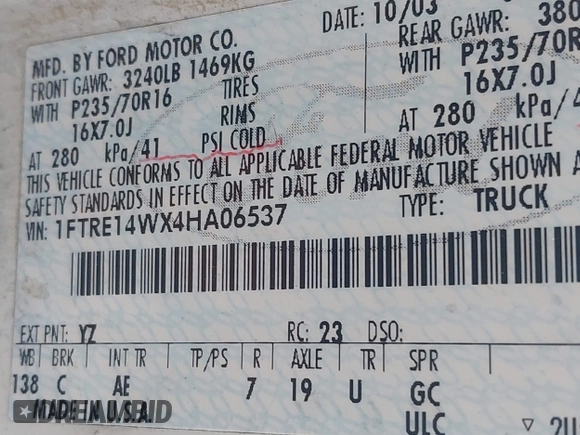 DATE: 10/03
MFD. BY FORD MOTOR CO.
FRONT GAWR: 3240LB 1469KG
REAR GAWR: 380
WITH P235/70R16 TIRES
WITH P235/70R
16X7.0J RIMS
16X7.0J
AT 280 kPa/41 PSI COLD
AT 280 kPa/4
THIS VEHICLE CONFORMS TO ALL APPLICABLE FEDERAL MOTOR VEHICLE
SAFETY STANDARDS IN EFFECT ON THE DATE OF MANUFACTURE SHOWN A
VIN: 1FTRE14WX4HA06537
TYPE: TRUCK
EXT PNT: YZ RC: 23 DSO:
WB BRK INT TR TP/PS R AXLE TR SPR
138 C AE 7 19 U GC
MADE IN U.S.A. ULC
DREAMBID